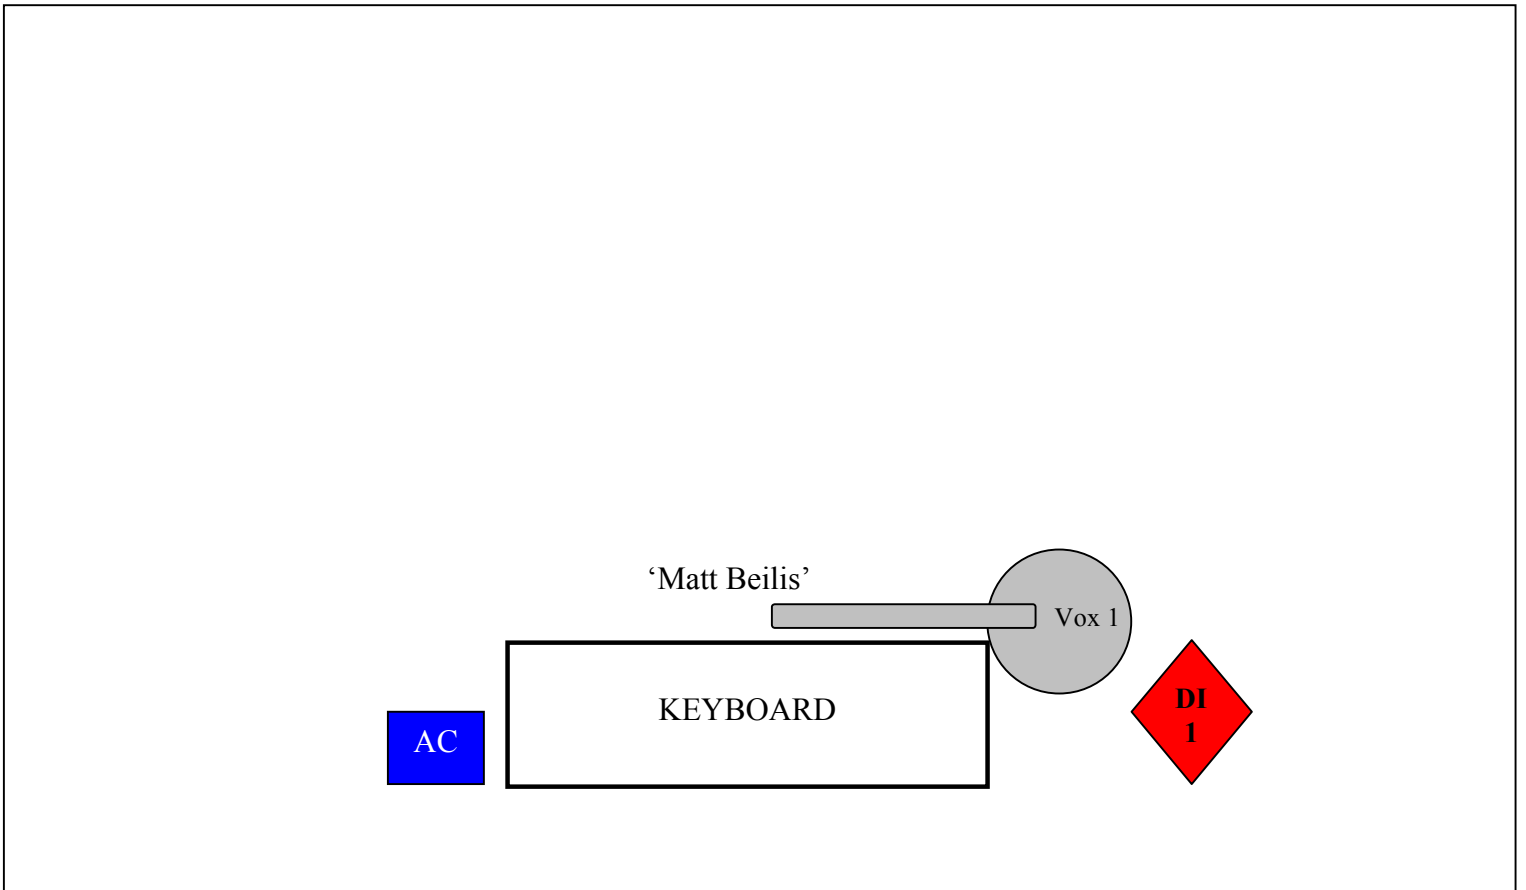 ‘Matt Beilis’
Vox 1
KEYBOARD
DI
1
AC